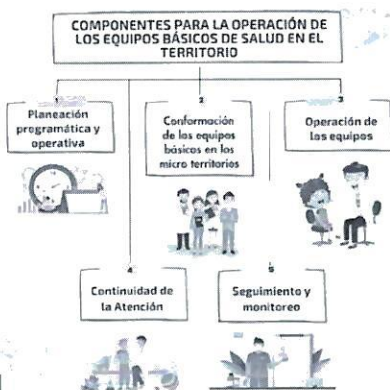 COMPONENTES PARA LA OPERACIÓN DE
LOS EQUIPOS BÁSICOS DE SALUD EN EL
TERRITORIO
1
Planeación
programática y
operativa
2
Conformación
de los equipos
básicos en los
micro territorios
3
Operación de
los equipos
4
Continuidad de
la Atención
5
Seguimiento y
monitoreo